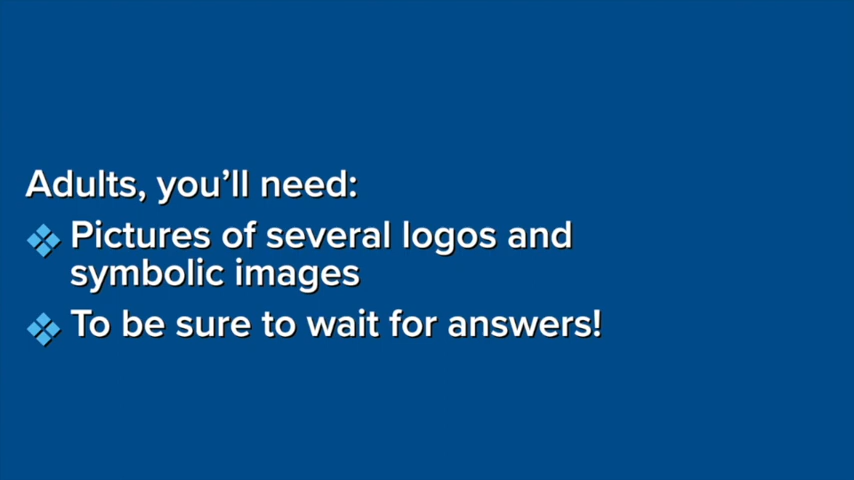 Adults, you'll need:
❖ Pictures of several logos and
symbolic images
❖ To be sure to wait for answers!